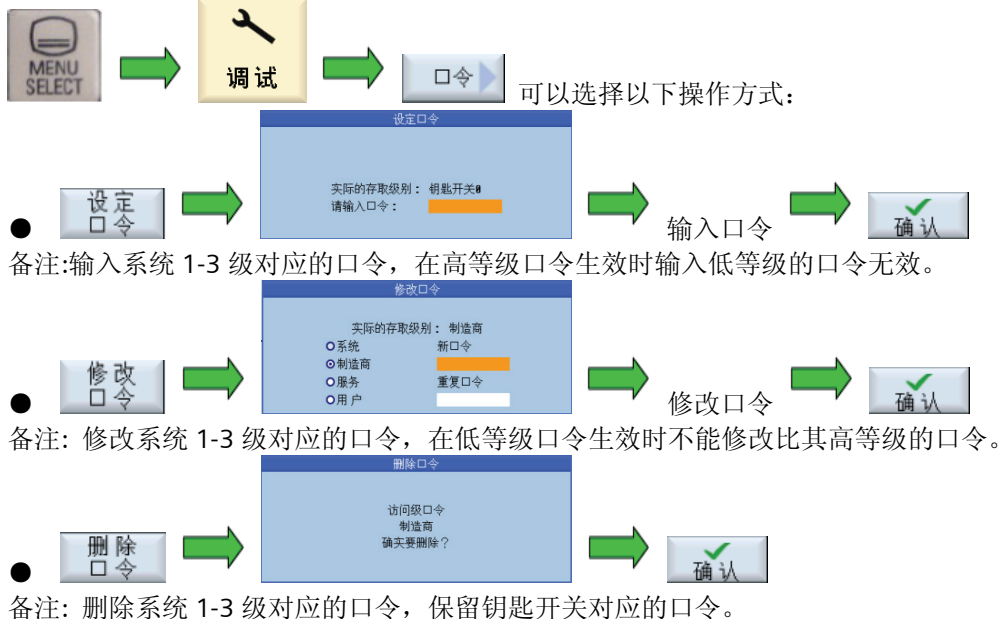 MENU
SELECT
调试
口令
可以选择以下操作方式：
设定口令
实际的存取级别：钥匙开关0
请输入口令：
● 设定
口令
输入口令
确认
备注:输入系统 1-3 级对应的口令，在高等级口令生效时输入低等级的口令无效。
修改口令
实际的存取级别：制造商
系统 新口令
制造商
服务 重复口令
用户
● 修改
口令
修改口令
确认
备注: 修改系统 1-3 级对应的口令，在低等级口令生效时不能修改比其高等级的口令。
删除口令
访问级口令
制造商
确实要删除？
● 删除
口令
确认
备注: 删除系统 1-3 级对应的口令，保留钥匙开关对应的口令。